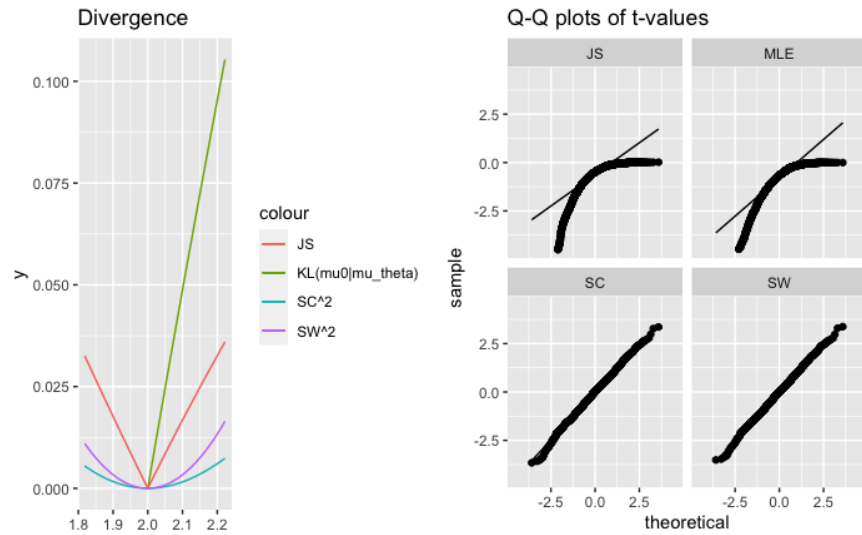 Divergence
y
0.100
0.075
0.050
0.025
0.000
1.8 1.9 2.0 2.1 2.2
colour
JS
KL(mu0|mu_theta)
SC^2
SW^2
Q-Q plots of t-values
JS MLE
2.5
0.0
-2.5
sample
SC SW
2.5
0.0
-2.5
-2.5 0.0 2.5 -2.5 0.0 2.5
theoretical